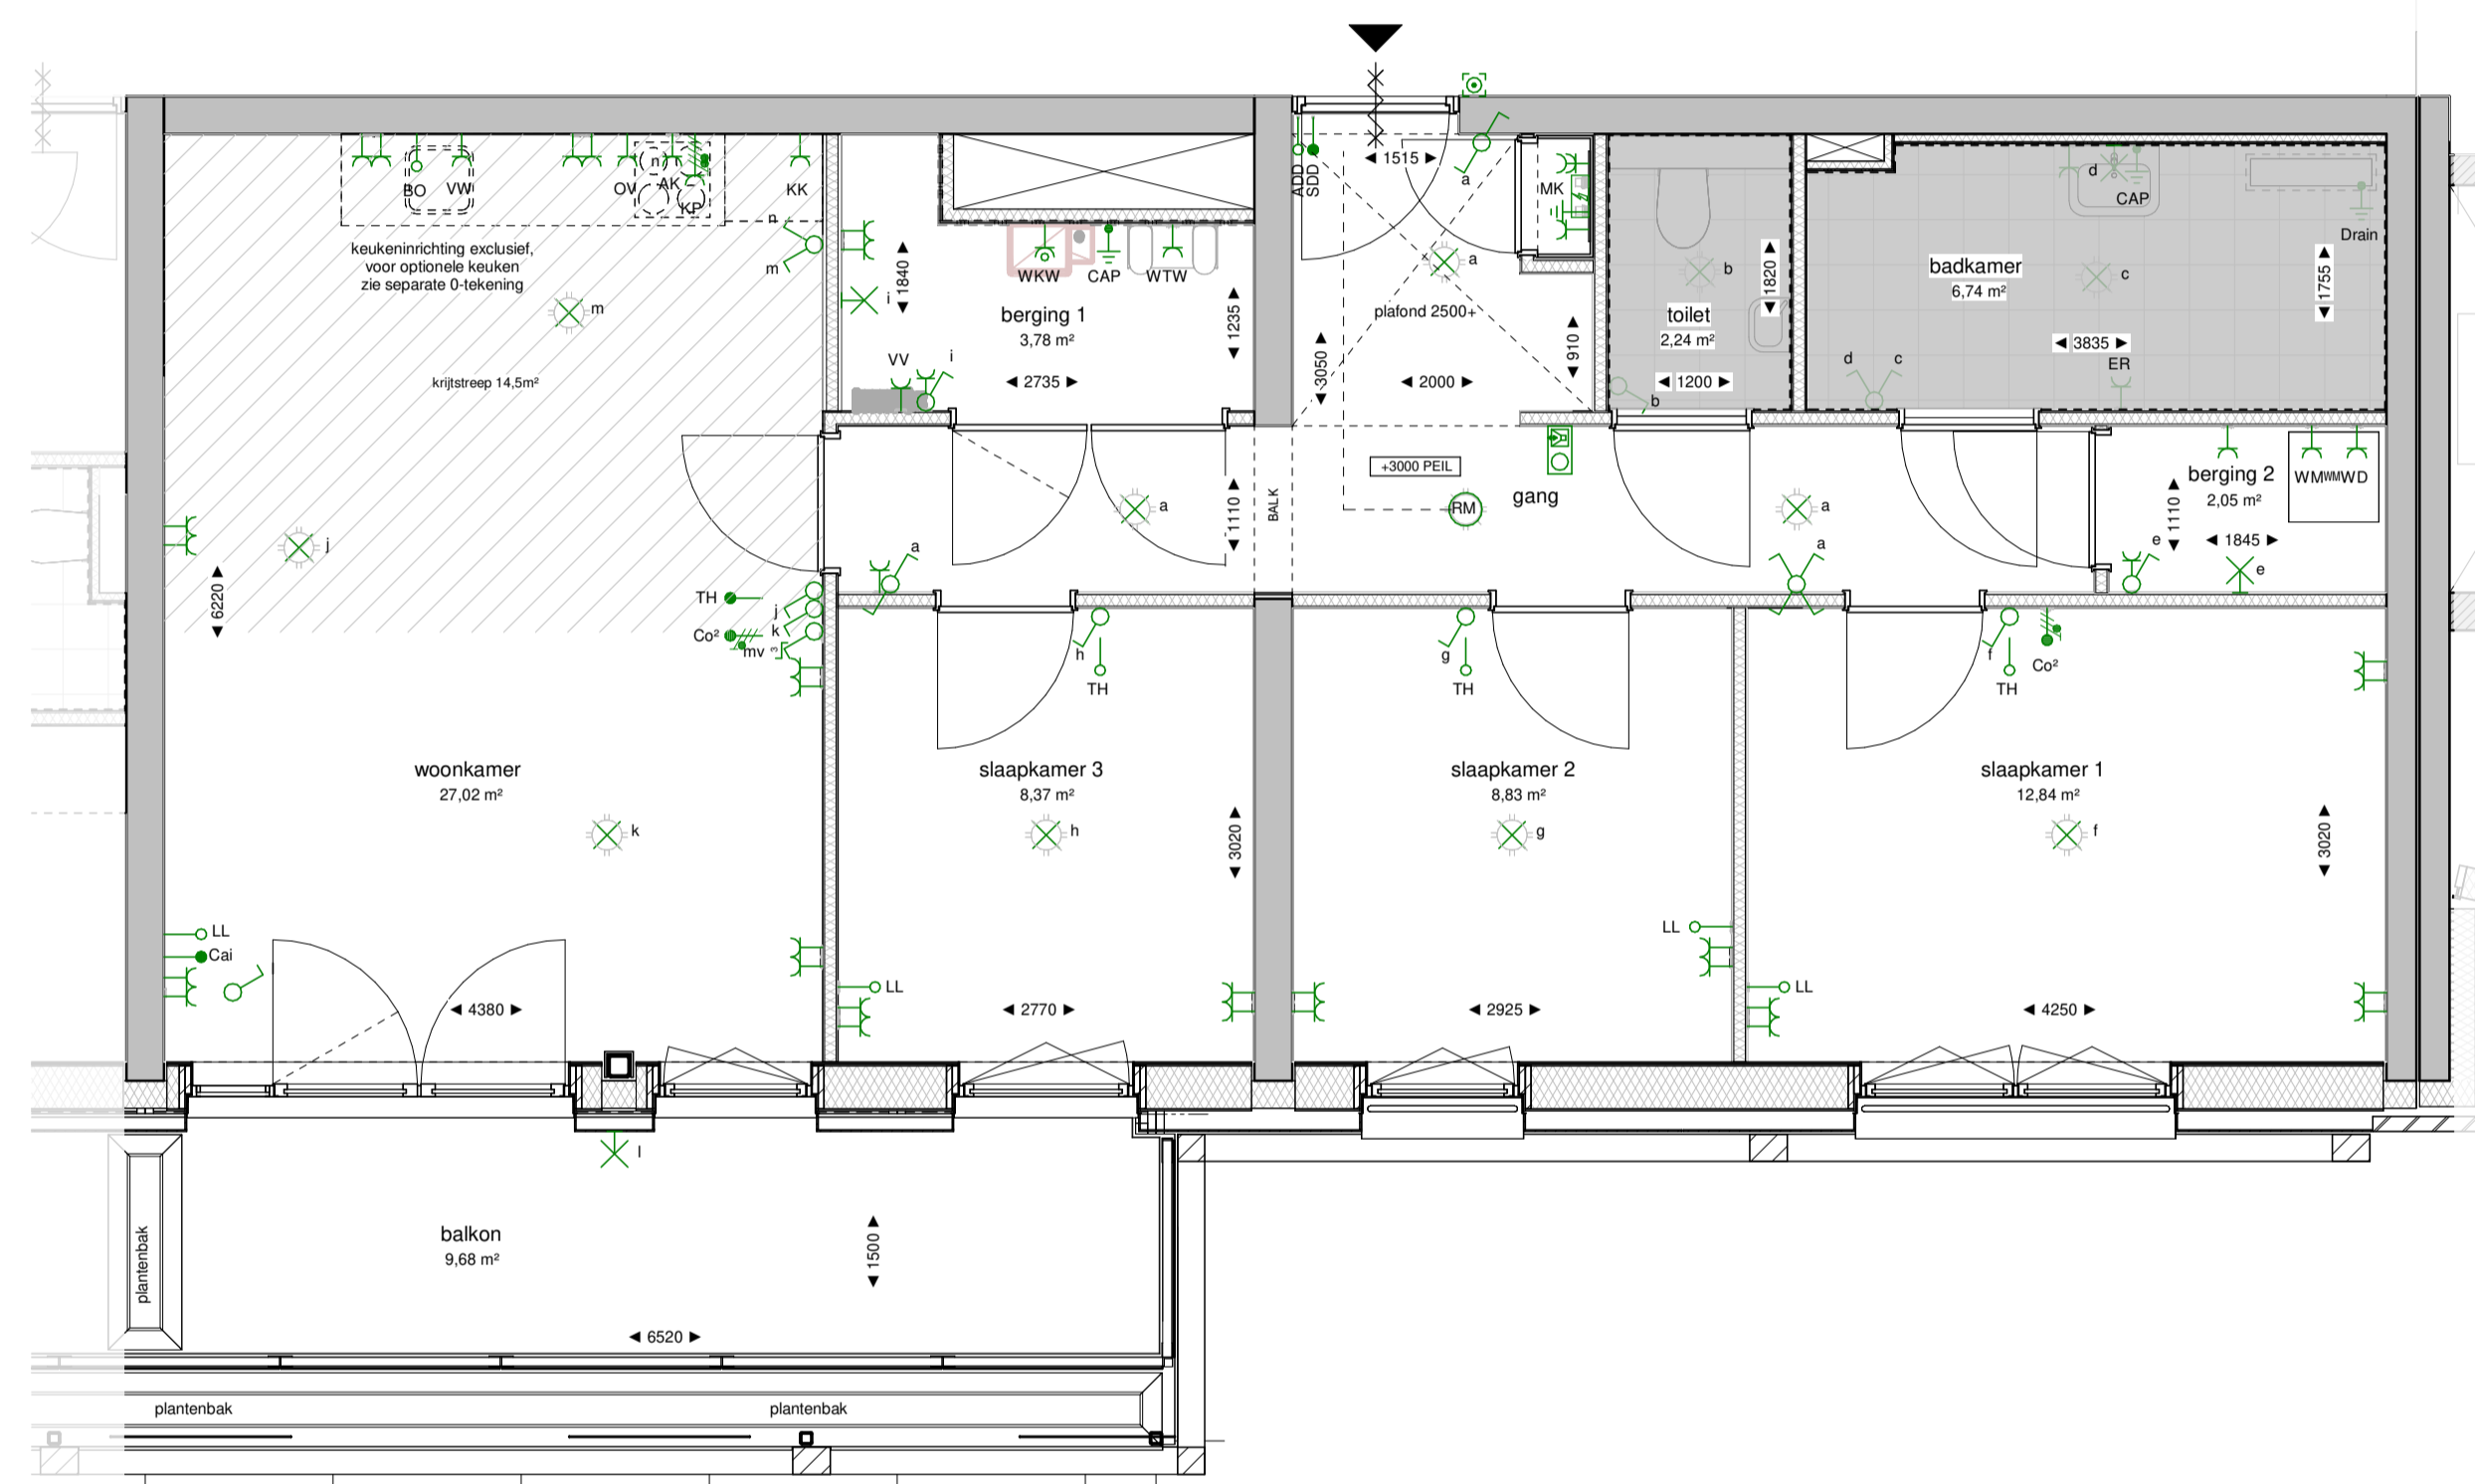 ADD
SDD
1515
a
MK
BO
VW
OV
n
AK
KP
KK
n
m
keukeninrichting exclusief,
voor optionele keuken
zie separate 0-tekening
m
krijtstreep 14,5m²
1840
i
WKW
CAP
WTW
berging 1
3,78 m²
1235
VV
i
2735
a
plafond 2500+
3050
2000
910
toilet
2,24 m²
b
1820
1200
b
badkamer
6,74 m²
d
CAP
c
Drain
1755
3835
ER
d
c
j
6220
a
a
1110
BALK
+3000 PEIL
RM
gang
a
a
berging 2
2,05 m²
WM
WM
WD
1110
1845
e
e
TH
j
k
Co²
mv
3
h
TH
g
TH
f
TH
Co²
woonkamer
27,02 m²
k
slaapkamer 3
8,37 m²
h
3020
slaapkamer 2
8,83 m²
g
slaapkamer 1
12,84 m²
f
3020
LL
Cai
l
4380
LL
2770
LL
2925
LL
4250
l
balkon
9,68 m²
1500
plantenbak
6520
plantenbak
plantenbak